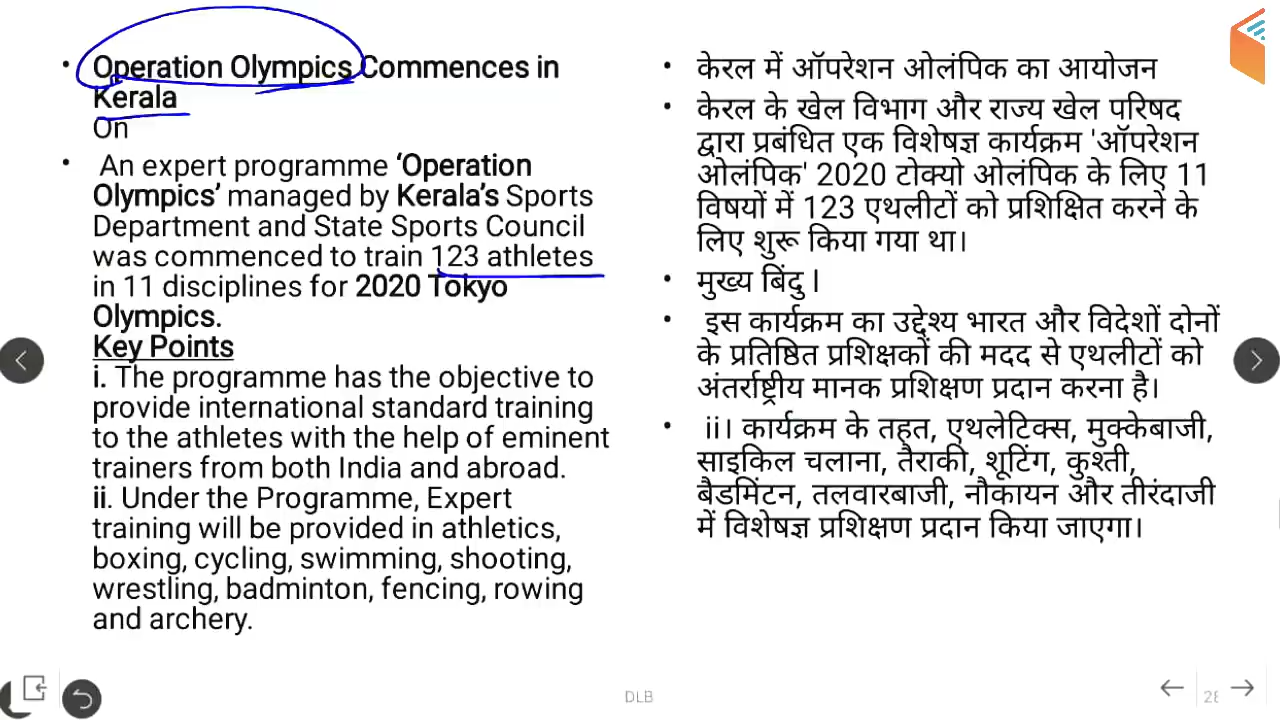 • Operation Olympics Commences in
Kerala
On
• An expert programme ‘Operation
Olympics’ managed by Kerala’s Sports
Department and State Sports Council
was commenced to train 123 athletes
in 11 disciplines for 2020 Tokyo
Olympics.
Key Points
i. The programme has the objective to
provide international standard training
to the athletes with the help of eminent
trainers from both India and abroad.
ii. Under the Programme, Expert
training will be provided in athletics,
boxing, cycling, swimming, shooting,
wrestling, badminton, fencing, rowing
and archery.
• केरल में ऑपरेशन ओलंपिक का आयोजन
• केरल के खेल विभाग और राज्य खेल परिषद
द्वारा प्रबंधित एक विशेषज्ञ कार्यक्रम 'ऑपरेशन
ओलंपिक' 2020 टोक्यो ओलंपिक के लिए 11
विषयों में 123 एथलीटों को प्रशिक्षित करने के
लिए शुरू किया गया था।
• मुख्य बिंदु l
• इस कार्यक्रम का उद्देश्य भारत और विदेशों दोनों
के प्रतिष्ठित प्रशिक्षकों की मदद से एथलीटों को
अंतर्राष्ट्रीय मानक प्रशिक्षण प्रदान करना है।
• ii। कार्यक्रम के तहत, एथलेटिक्स, मुक्केबाजी,
साइकिल चलाना, तैराकी, शूटिंग, कुश्ती,
बैडमिंटन, तलवारबाजी, नौकायन और तीरंदाजी
में विशेषज्ञ प्रशिक्षण प्रदान किया जाएगा।
DLB
28